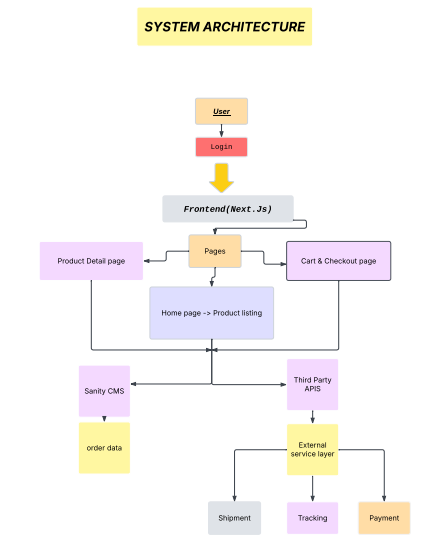 SYSTEM ARCHITECTURE
User
Login
Frontend(Next.Js)
Pages
Product Detail page
Cart & Checkout page
Home page -> Product listing
Sanity CMS
Third Party
APIS
order data
External
service layer
Shipment
Tracking
Payment